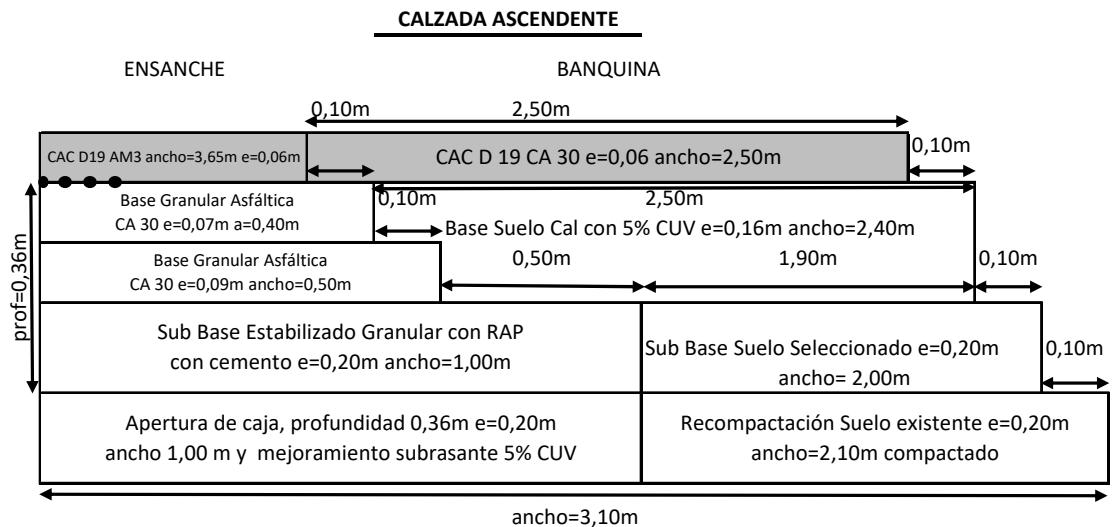 CALZADA ASCENDENTE
ENSANCHE
BANQUINA
0,10m
2,50m
CAC D19 AM3 ancho=3,65m e=0,06m
CAC D 19 CA 30 e=0,06 ancho=2,50m
0,10m
Base Granular Asfáltica
CA 30 e=0,07m a=0,40m
0,10m
2,50m
Base Suelo Cal con 5% CUV e=0,16m ancho=2,40m
Base Granular Asfáltica
CA 30 e=0,09m ancho=0,50m
0,50m
1,90m
0,10m
prof=0,36m
Sub Base Estabilizado Granular con RAP
con cemento e=0,20m ancho=1,00m
Sub Base Suelo Seleccionado e=0,20m
ancho= 2,00m
0,10m
Apertura de caja, profundidad 0,36m e=0,20m
ancho 1,00 m y mejoramiento subrasante 5% CUV
Recompactación Suelo existente e=0,20m
ancho=2,10m compactado
ancho=3,10m